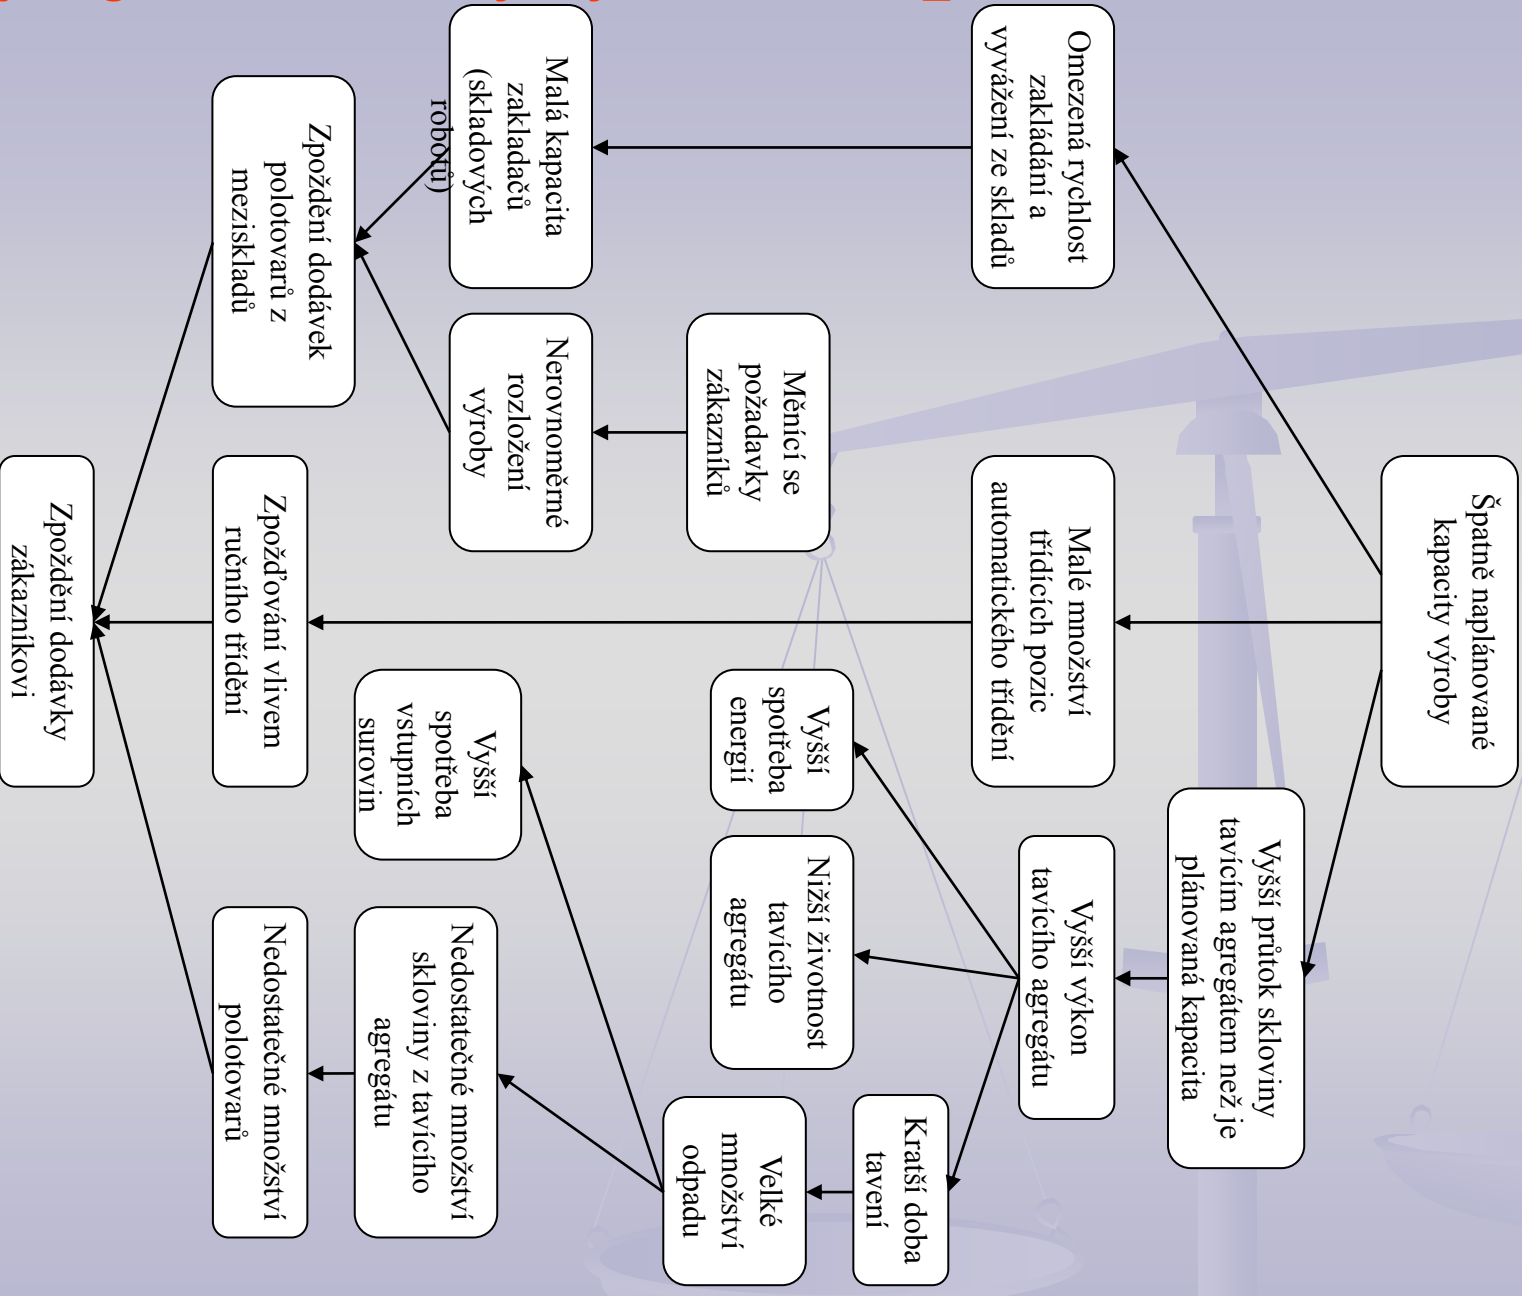 Špatně naplánované
kapacity výroby
Omezená rychlost
zakládání a
vyvážení ze skladů
Malé množství
třídících pozic
automatického třídění
Vyšší průtok skloviny
tavícím agregátem než je
plánovaná kapacita
Vyšší výkon
tavícího agregátu
Měnící se
požadavky
zákazníků
Vyšší
spotřeba
energií
Nižší životnost
tavícího
agregátu
Kratší doba
tavení
Malá kapacita
zakladačů
(skladových
robotů)
Nerovnoměrné
rozložení
výroby
Velké
množství
odpadu
Vyšší
spotřeba
vstupních
surovin
Nedostatečné množství
skloviny z tavícího
agregátu
Zpoždění dodávek
polotovarů z
meziskladů
Zpožďování vlivem
ručního třídění
Nedostatečné množství
polotovarů
Zpoždění dodávky
zákazníkovi